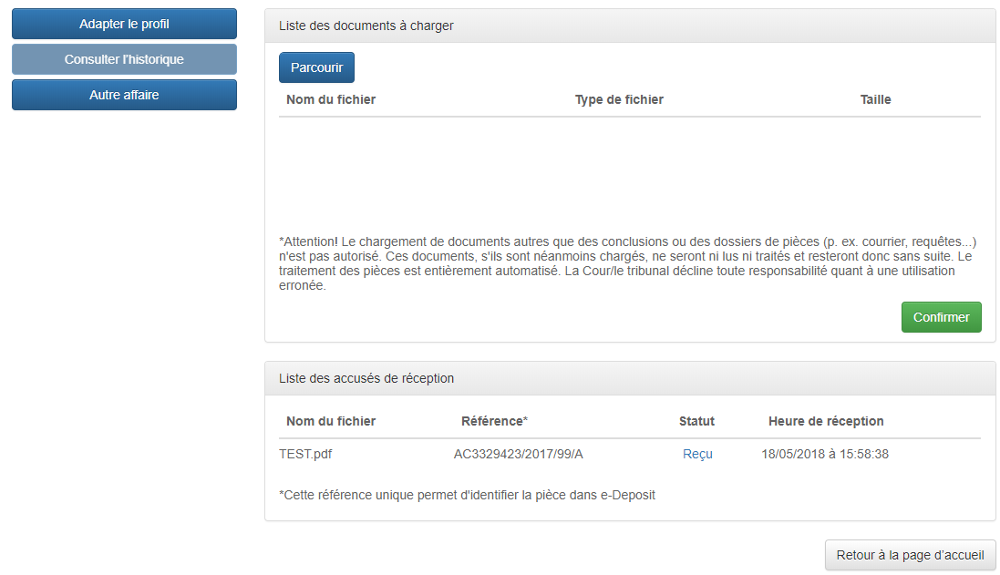 Adapter le profil
Consulter l'historique
Autre affaire
Liste des documents à charger
Parcourir
Nom du fichier Type de fichier Taille
*Attention! Le chargement de documents autres que des conclusions ou des dossiers de pièces (p. ex. courrier, requêtes...)
n'est pas autorisé. Ces documents, s'ils sont néanmoins chargés, ne seront ni lus ni traités et resteront donc sans suite. Le
traitement des pièces est entièrement automatisé. La Cour/le tribunal décline toute responsabilité quant à une utilisation
erronée.
Confirmer
Liste des accusés de réception
Nom du fichier Référence* Statut Heure de réception
TEST.pdf AC3329423/2017/99/A Reçu 18/05/2018 à 15:58:38
*Cette référence unique permet d'identifier la pièce dans e-Deposit
Retour à la page d'accueil